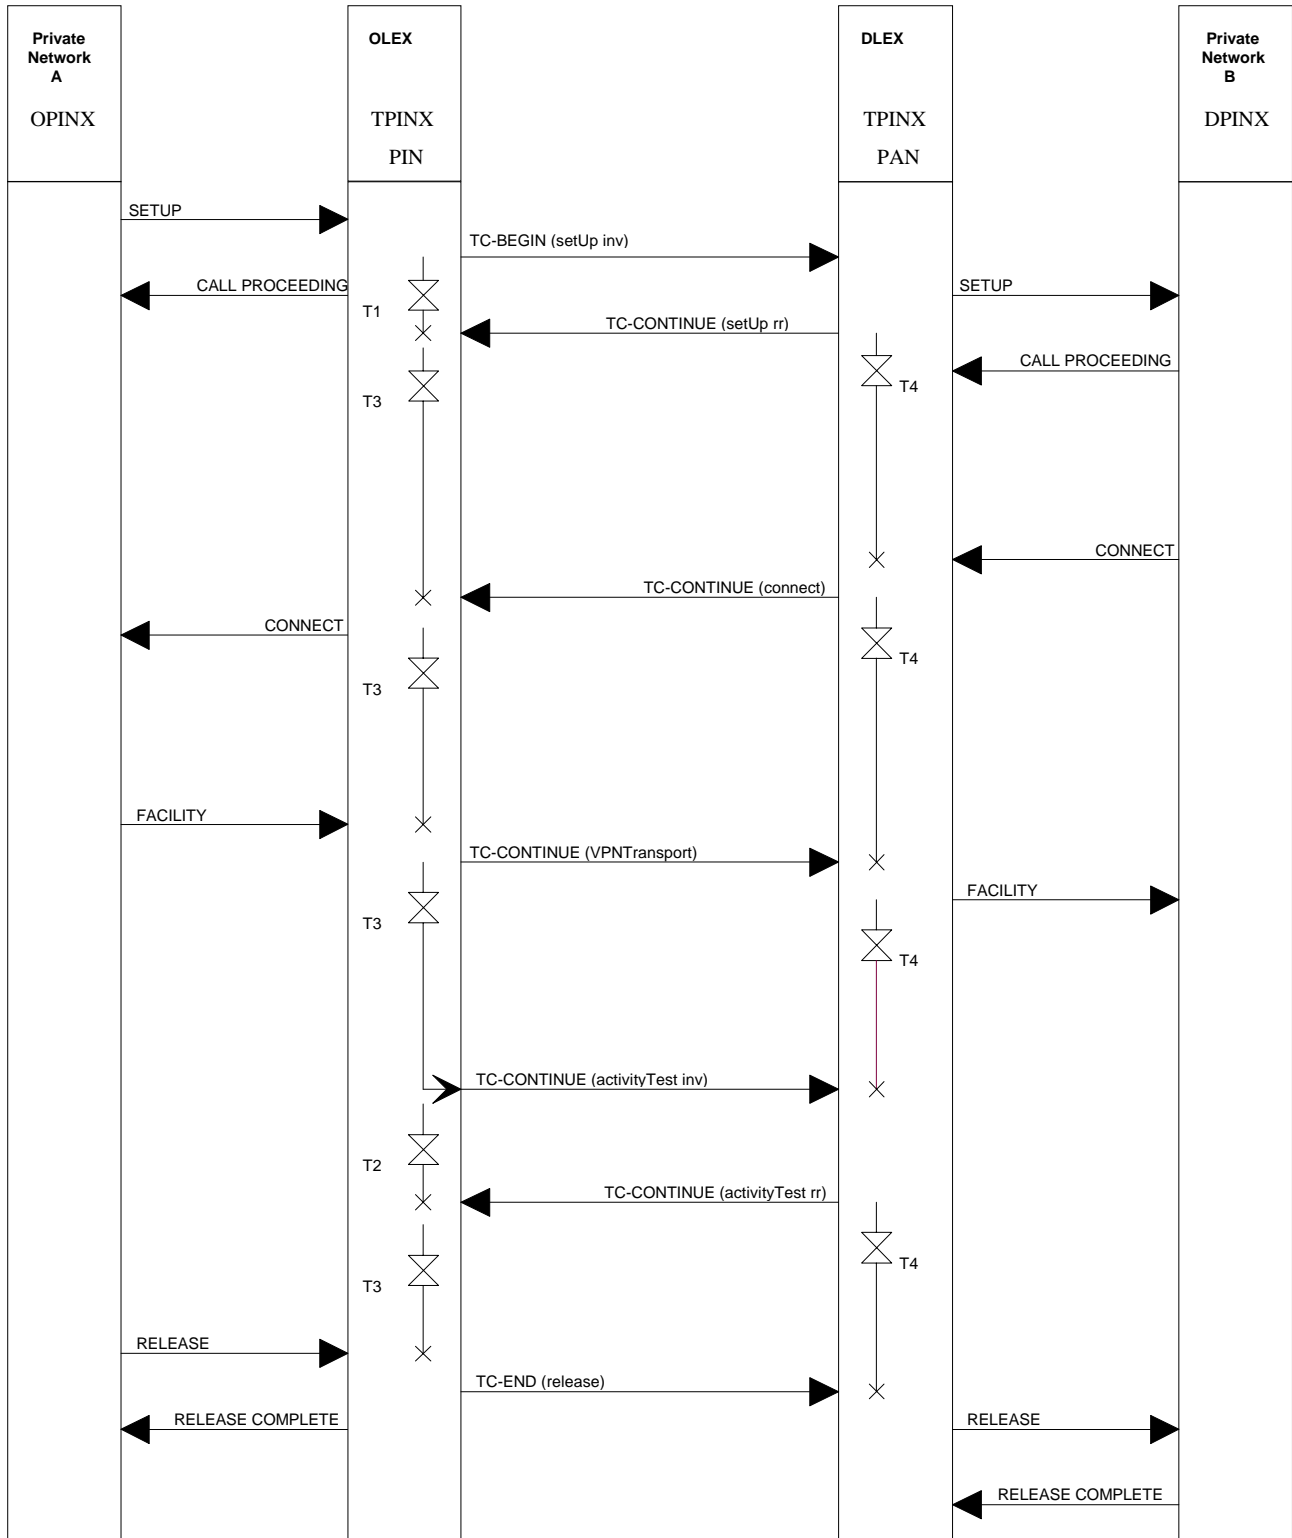 Private
Network
A
OPINX
OLEX
TPINX
PIN
DLEX
TPINX
PAN
Private
Network
B
DPINX
SETUP
TC-BEGIN (setUp inv)
CALL PROCEEDING
SETUP
T1
TC-CONTINUE (setUp rr)
CALL PROCEEDING
T3
T4
CONNECT
TC-CONTINUE (connect)
CONNECT
T4
T3
FACILITY
TC-CONTINUE (VPNTransport)
FACILITY
T3
T4
TC-CONTINUE (activityTest inv)
T2
TC-CONTINUE (activityTest rr)
T4
T3
RELEASE
TC-END (release)
RELEASE COMPLETE
RELEASE
RELEASE COMPLETE